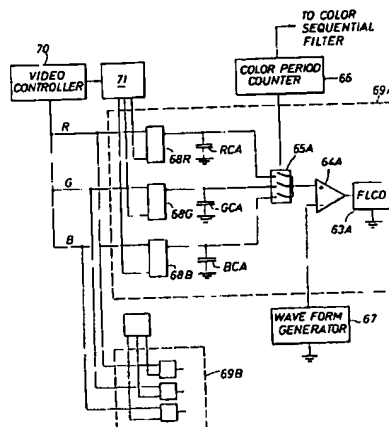 TO COLOR
SEQUENTIAL
FILTER
70
VIDEO
CONTROLLER
71
COLOR PERIOD
COUNTER
66
69A
R
68R
RCA
65A
64A
G
68G
GCA
FLCD
63A
B
68B
BCA
WAVE FORM
GENERATOR
67
69B